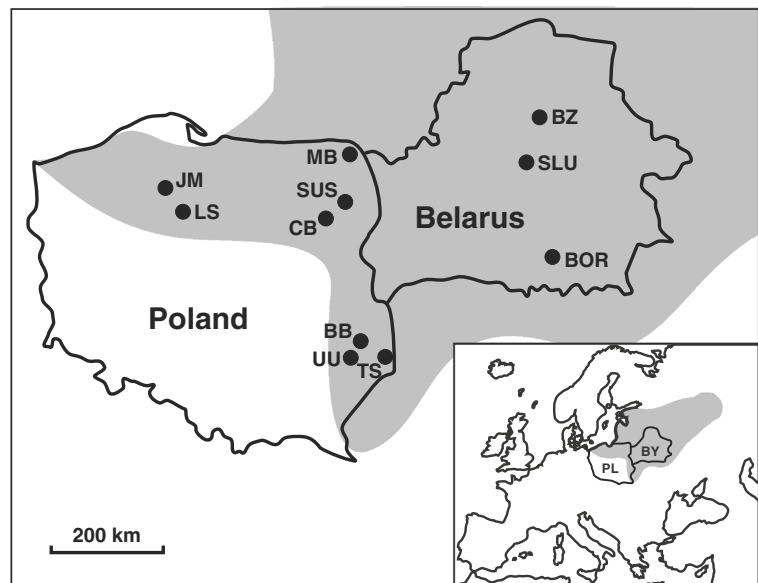 BZ
MB
SLU
JM
SUS
LS
CB
Belarus
BOR
Poland
BB
UU
TS
BY
PL
200 km